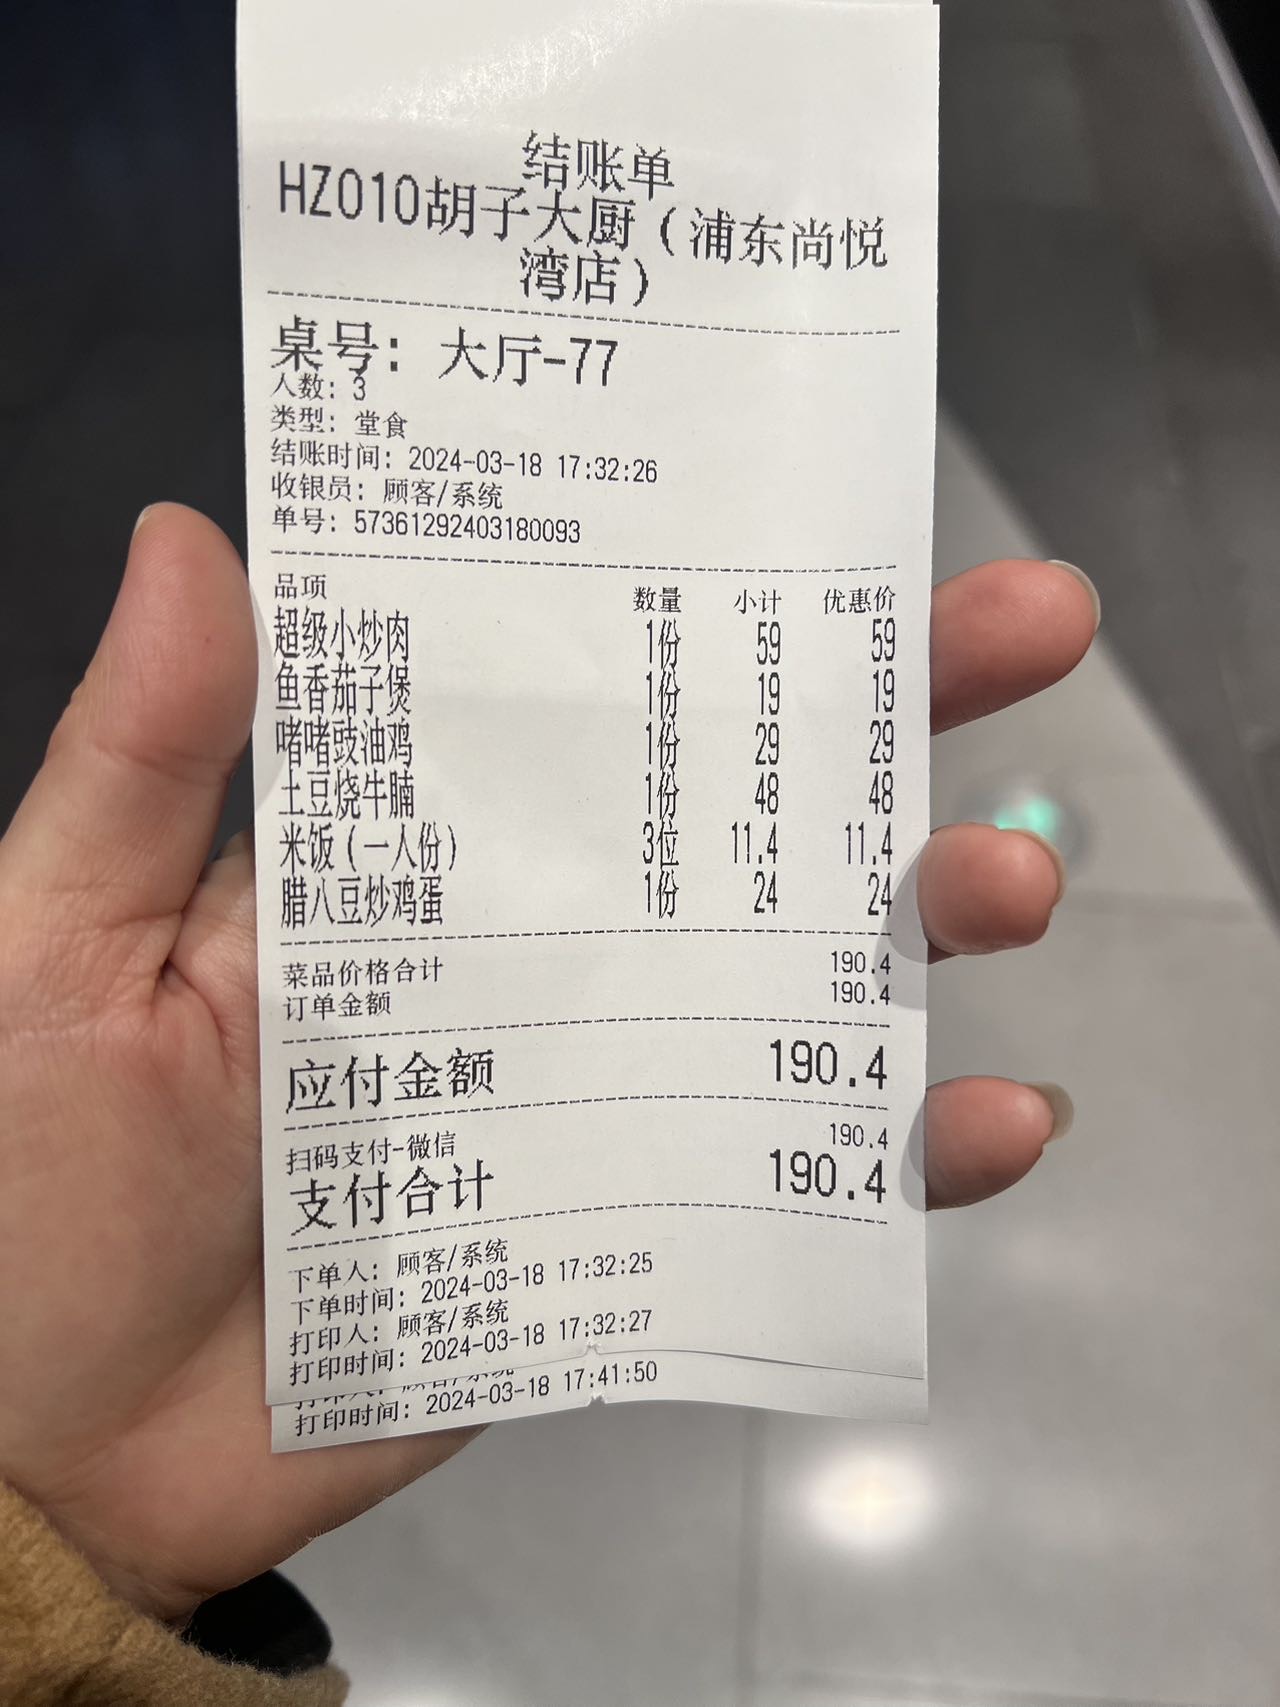 结账单
HZ010胡子大厨（浦东尚悦
湾店）
桌号： 大厅-77
人数: 3
类型: 堂食
结账时间: 2024-03-18 17:32:26
收银员: 顾客/系统
单号: 57361292403180093
品项 数量 小计 优惠价
超级小炒肉 1份 59 59
鱼香茄子煲 1份 19 19
啫啫豉油鸡 1份 29 29
土豆烧牛腩 1份 48 48
米饭（一人份） 3位 11.4 11.4
腊八豆炒鸡蛋 1份 24 24
菜品价格合计 190.4
订单金额 190.4
应付金额 190.4
扫码支付-微信 190.4
支付合计 190.4
下单人: 顾客/系统
下单时间: 2024-03-18 17:32:25
打印人: 顾客/系统
打印时间: 2024-03-18 17:32:27
打印时间: 2024-03-18 17:41:50